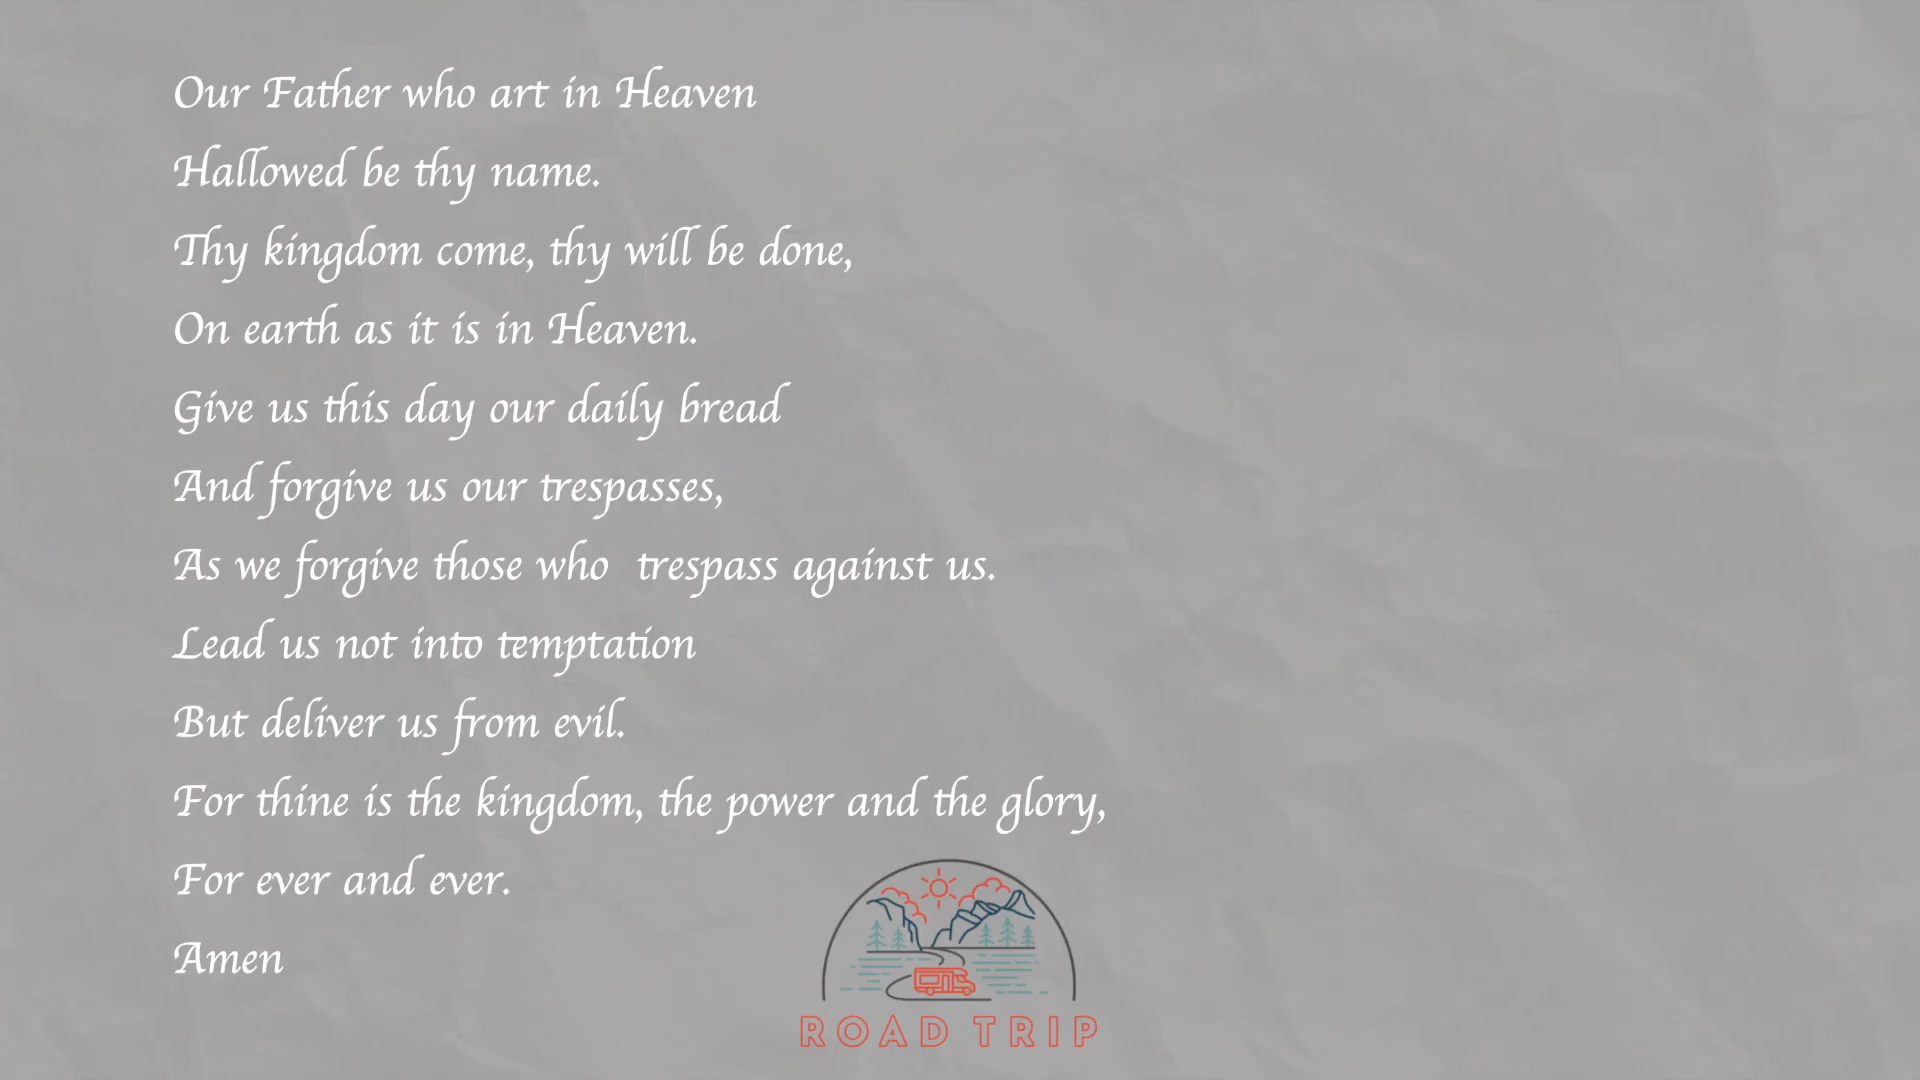 Our Father who art in Heaven
Hallowed be thy name.
Thy kingdom come, thy will be done,
On earth as it is in Heaven.
Give us this day our daily bread
And forgive us our trespasses,
As we forgive those who  trespass against us.
Lead us not into temptation
But deliver us from evil.
For thine is the kingdom, the power and the glory,
For ever and ever.
Amen
ROAD TRIP